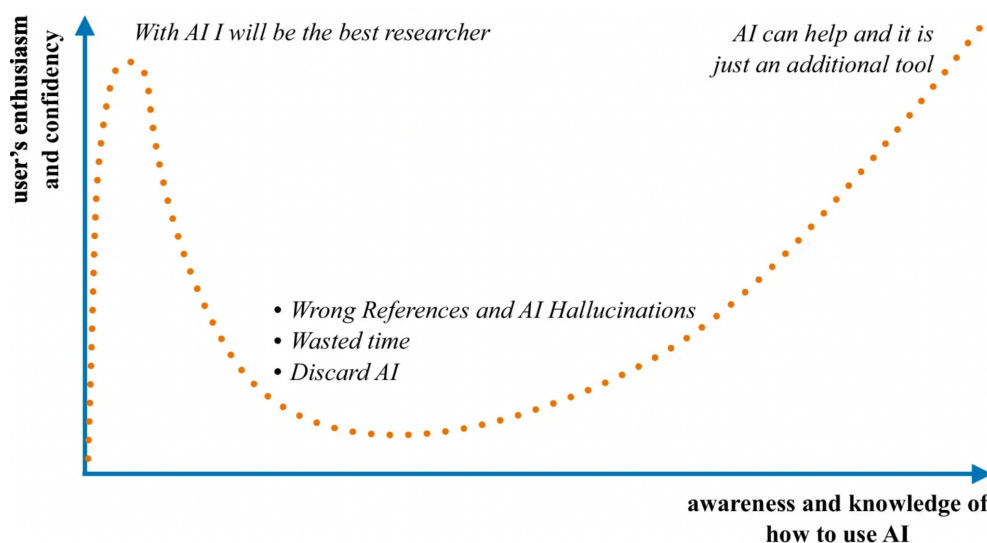 user's enthusiasm
and confidency
With AI I will be the best researcher
AI can help and it is
just an additional tool
• Wrong References and AI Hallucinations
• Wasted time
• Discard AI
awareness and knowledge of
how to use AI